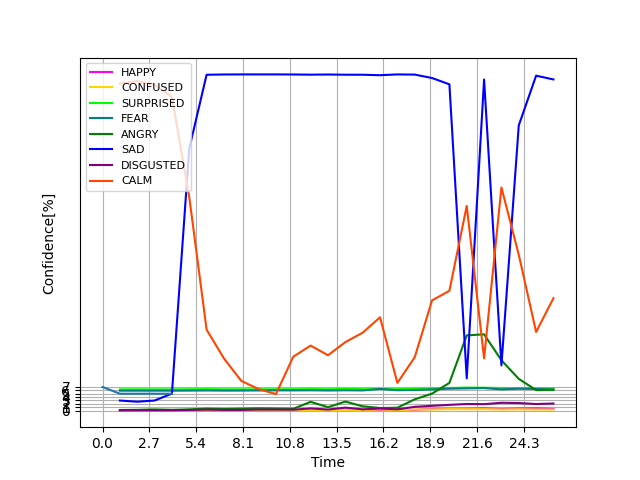 HAPPY
CONFUSED
SURPRISED
FEAR
ANGRY
SAD
DISGUSTED
CALM
Confidence[%]
7
0.0 2.7 5.4 8.1 10.8 13.5 16.2 18.9 21.6 24.3
Time